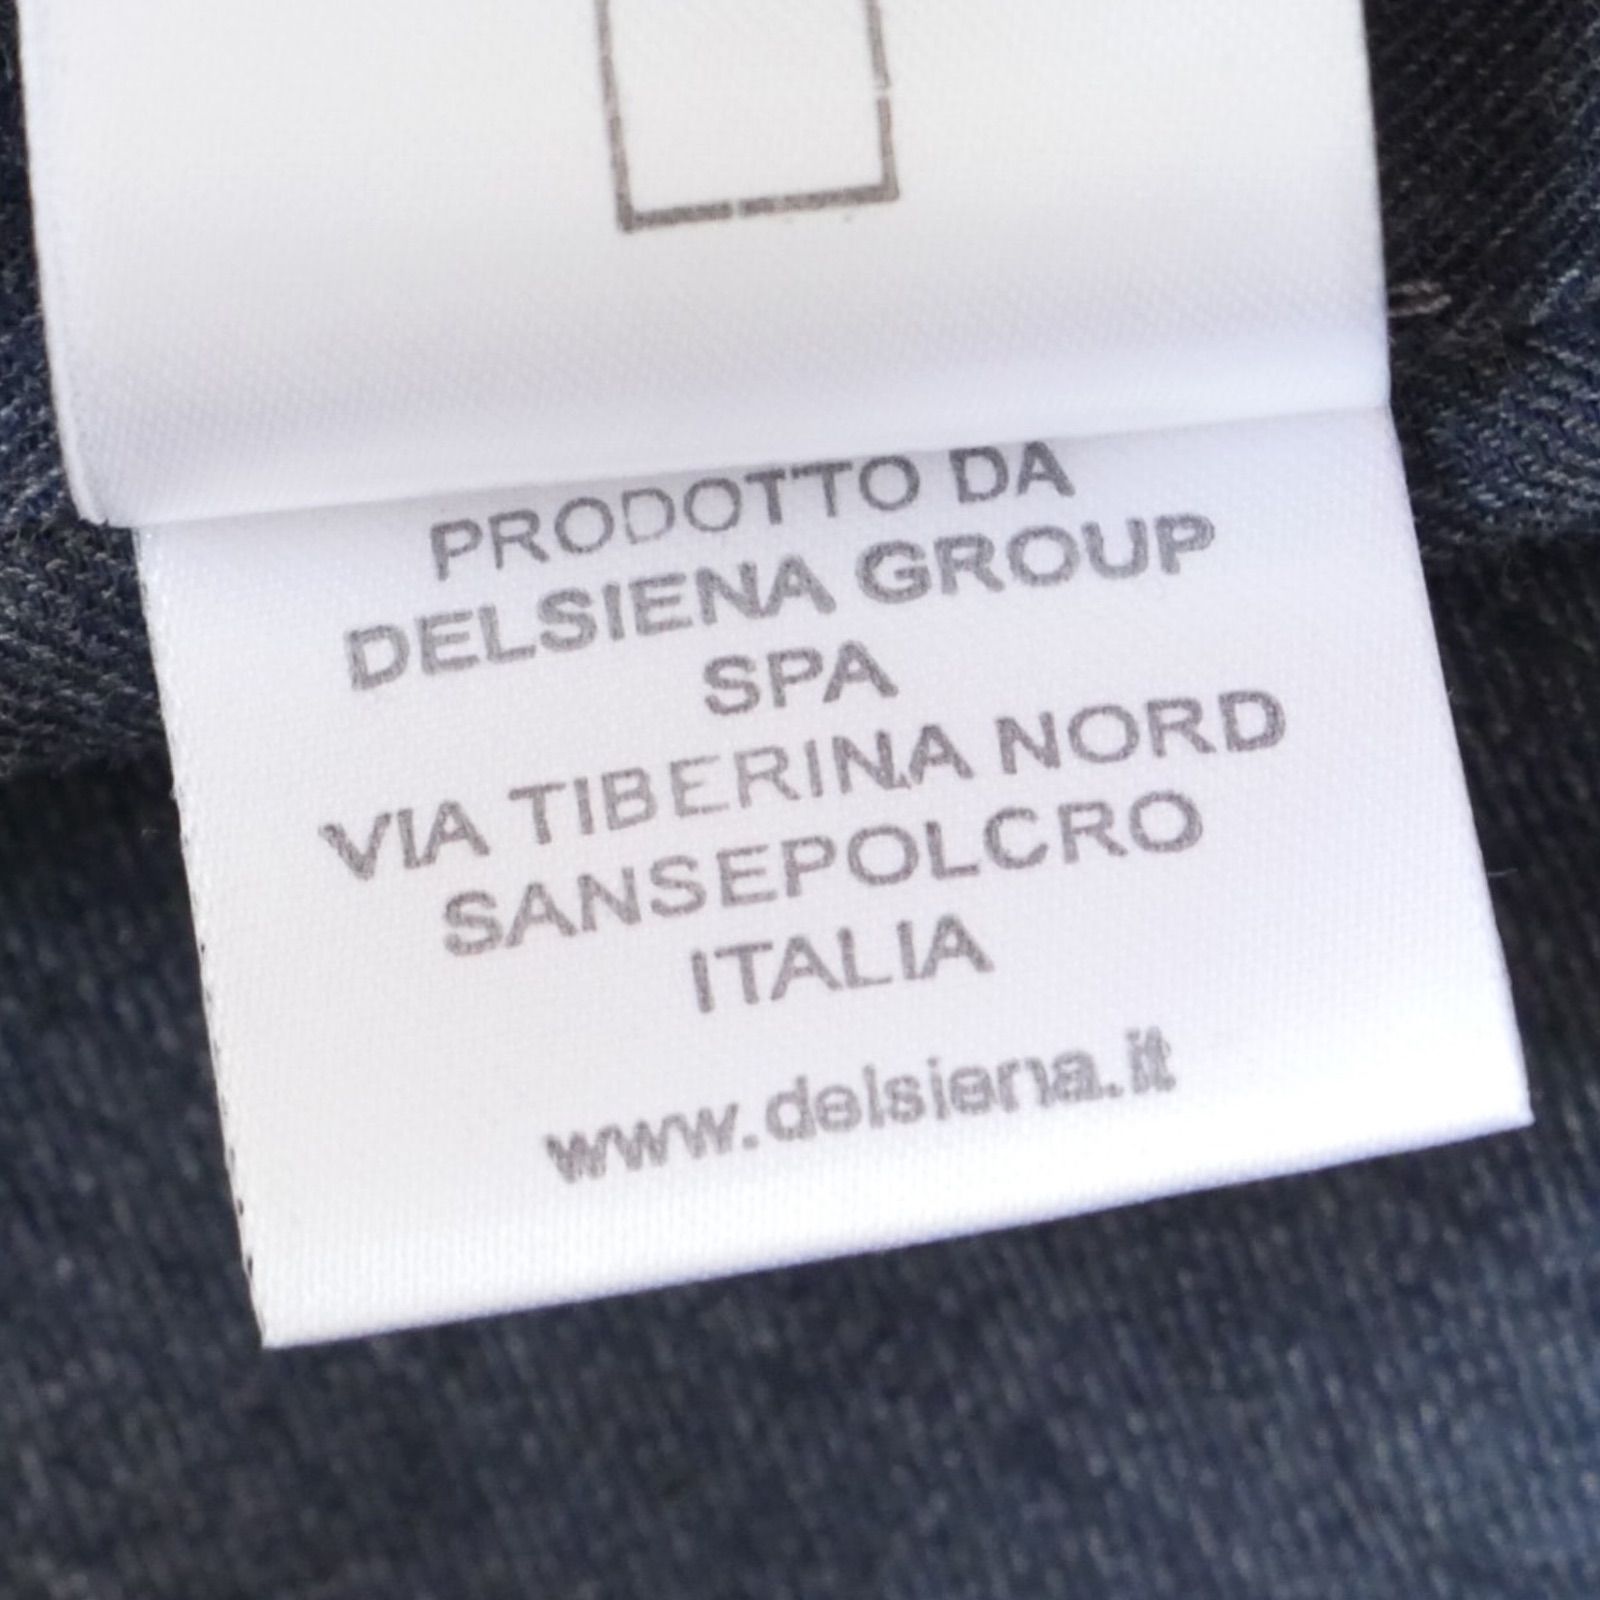 PRODOTTO DA
DELSIENA GROUP
SPA
VIA TIBERINA NORD
SANSEPOLCRO
ITALIA
www.delsiena.it